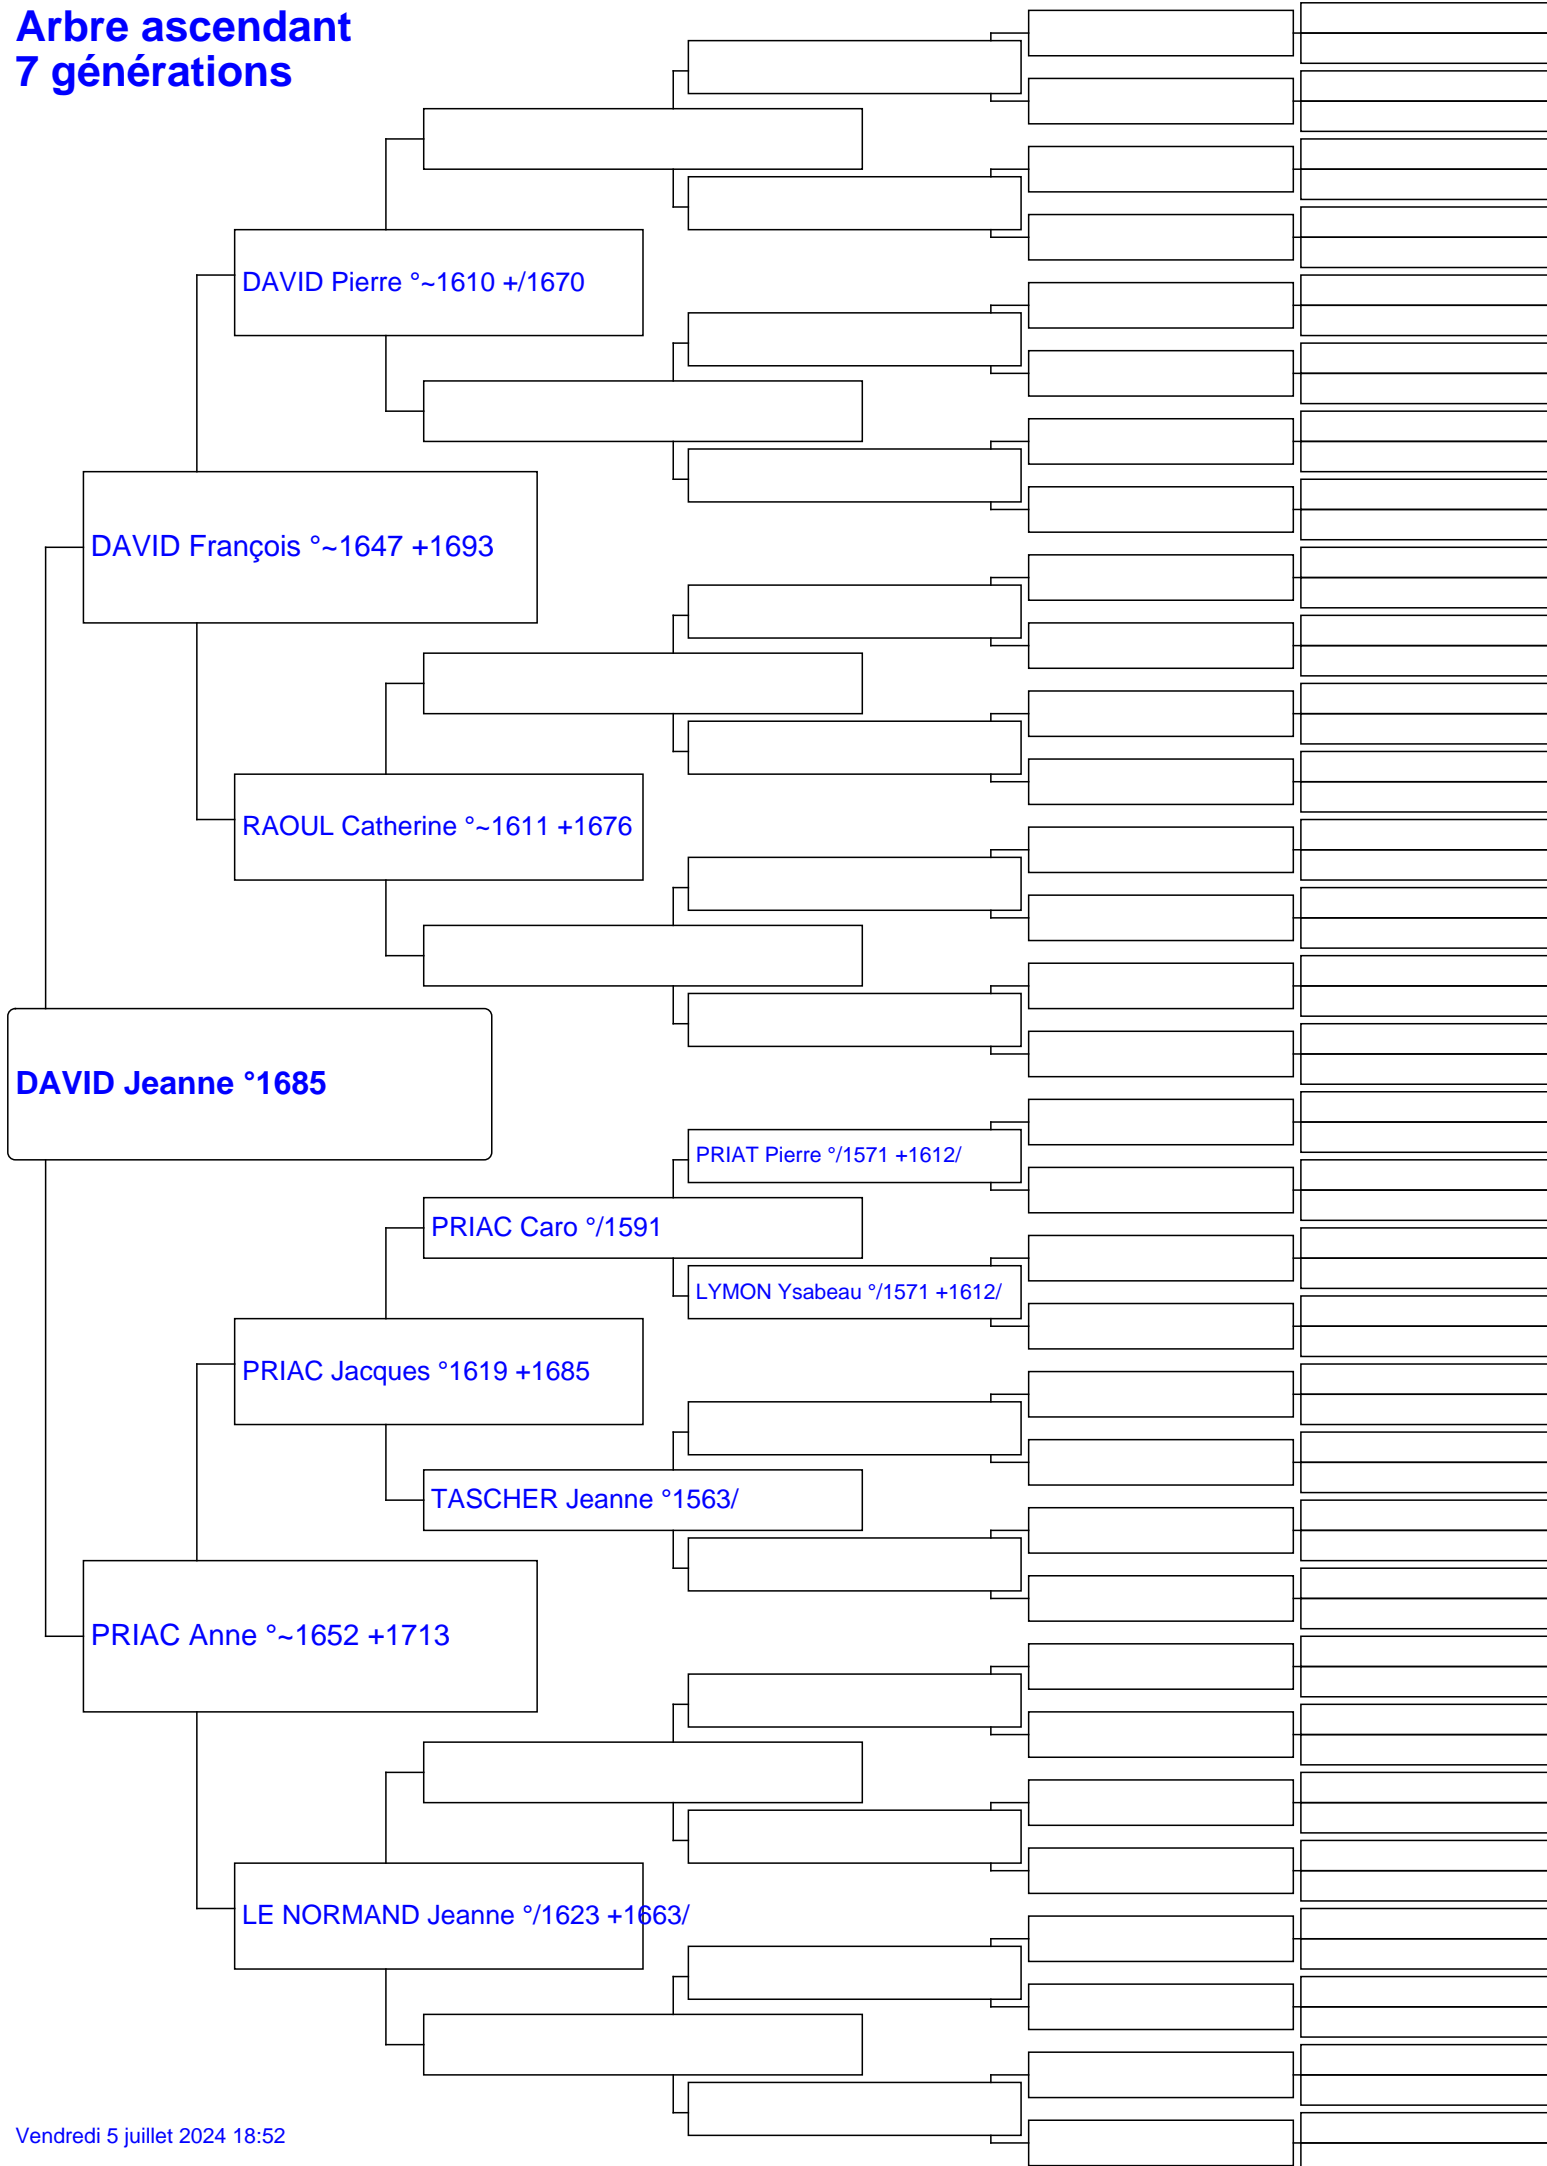 Arbre ascendant
7 générations
DAVID Pierre °~1610 +/1670
DAVID François °~1647 +1693
RAOUL Catherine °~1611 +1676
DAVID Jeanne °1685
PRIAT Pierre °/1571 +1612/
PRIAC Caro °/1591
LYMON Ysabeau °/1571 +1612/
PRIAC Jacques °1619 +1685
TASCHER Jeanne °1563/
PRIAC Anne °~1652 +1713
LE NORMAND Jeanne °/1623 +1663/
Vendredi 5 juillet 2024 18:52